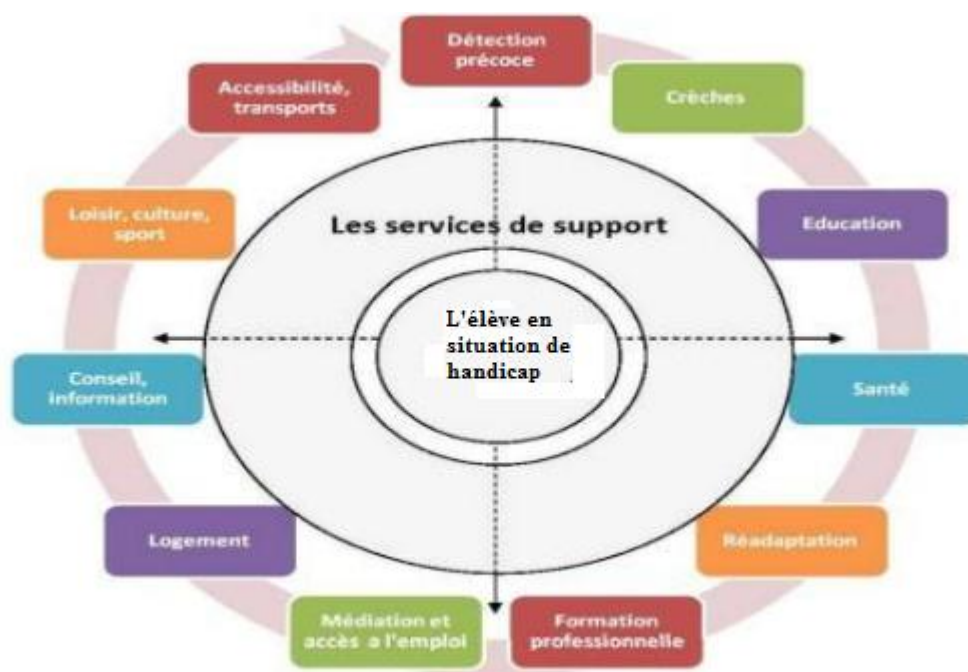 Détection
précoce
Crèches
Education
Santé
Réadaptation
Formation
professionnelle
Médiation et
accès a l'emploi
Logement
Conseil,
information
Loisir, culture,
sport
Accessibilité,
transports
Les services de support
L'élève en
situation de
handicap